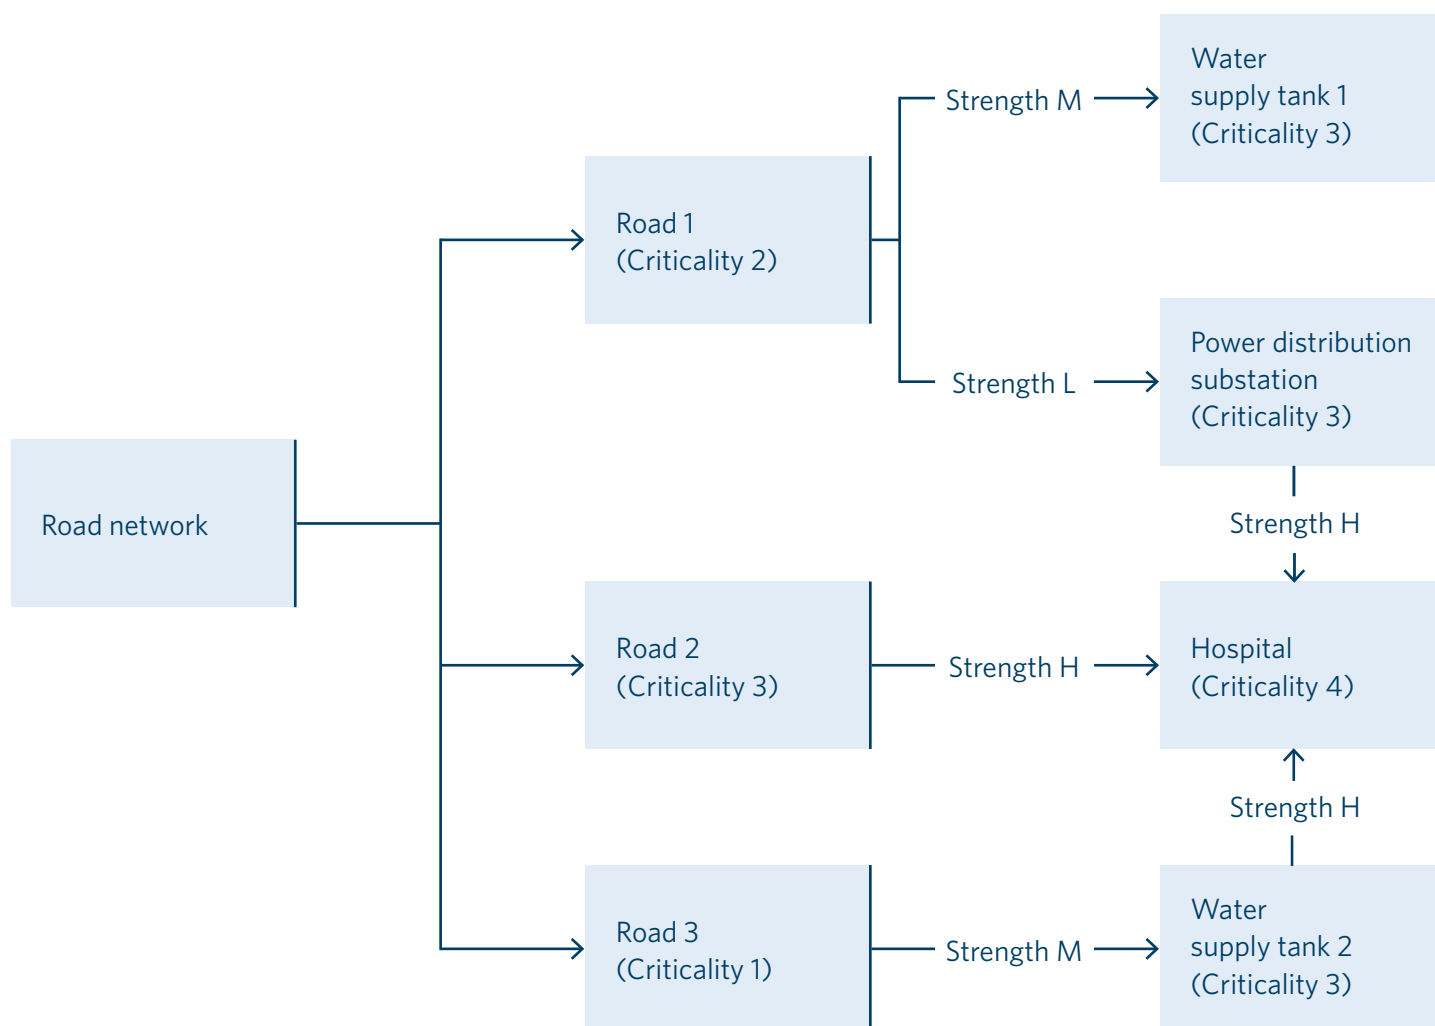 Water
supply tank 1
(Criticality 3)
Strength M
Road 1
(Criticality 2)
Power distribution
substation
(Criticality 3)
Strength L
Road network
Strength H
Road 2
(Criticality 3)
Strength H
Hospital
(Criticality 4)
Strength H
Road 3
(Criticality 1)
Strength M
Water
supply tank 2
(Criticality 3)